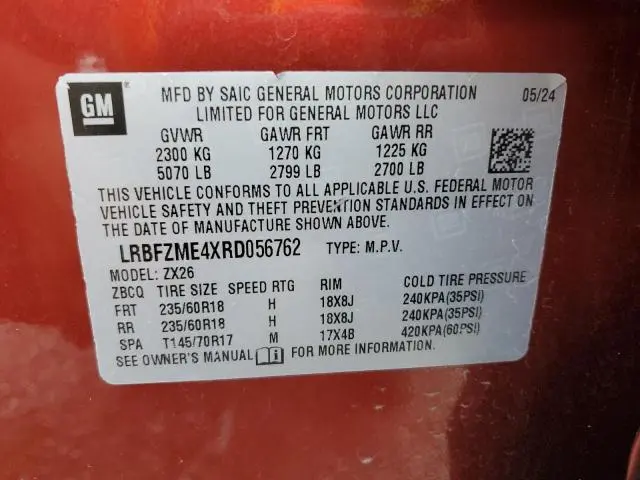 GM
MFD BY SAIC GENERAL MOTORS CORPORATION 05/24
LIMITED FOR GENERAL MOTORS LLC
GVWR GAWR FRT GAWR RR
2300 KG 1270 KG 1225 KG
5070 LB 2799 LB 2700 LB
THIS VEHICLE CONFORMS TO ALL APPLICABLE U.S. FEDERAL MOTOR
VEHICLE SAFETY AND THEFT PREVENTION STANDARDS IN EFFECT ON
THE DATE OF MANUFACTURE SHOWN ABOVE.
LRBFZME4XRD056762 TYPE: M.P.V.
MODEL: ZX26
ZBCQ TIRE SIZE SPEED RTG RIM COLD TIRE PRESSURE
FRT 235/60R18 H 18X8J 240KPA(35PSI)
RR 235/60R18 H 18X8J 240KPA(35PSI)
SPA T145/70R17 M 17X4B 420KPA(60PSI)
SEE OWNER'S MANUAL i FOR MORE INFORMATION.